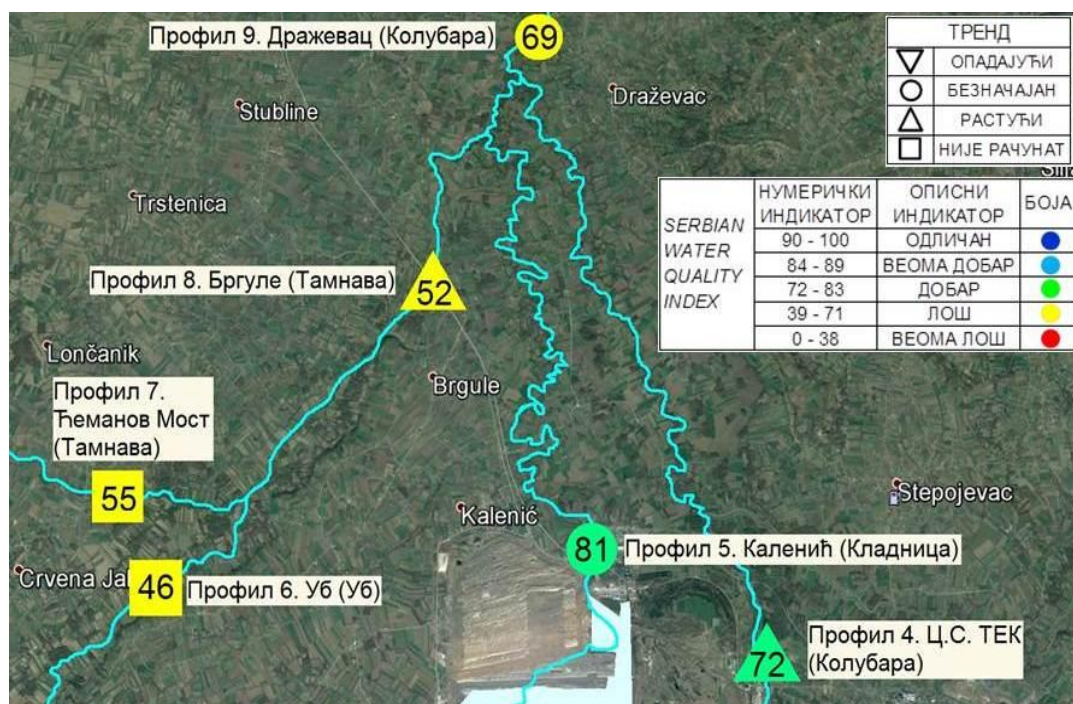 Профил 9. Дражевац (Колубара)
69
Stubline
Draževac
ТРЕНД
ОПАДАЈУЋИ
БЕЗНАЧАЈАН
РАСТУЋИ
НИЈЕ РАЧУНАТ
Trstenica
SERBIAN
WATER
QUALITY
INDEX
НУМЕРИЧКИ
ИНДИКАТОР
ОПИСНИ
ИНДИКАТОР
БОЈА
90 - 100 ОДЛИЧАН
84 - 89 ВЕОМА ДОБАР
72 - 83 ДОБАР
39 - 71 ЛОШ
0 - 38 ВЕОМА ЛОШ
Профил 8. Бргуле (Тамнава)
52
Lončanik
Brgule
Профил 7.
Ћеманов Мост
(Тамнава)
55
Kalenić
Stepojevac
81
Профил 5. Каленић (Кладница)
Crvena
46
Профил 6. Уб (Уб)
72
Профил 4. Ц.С. ТЕК
(Колубара)